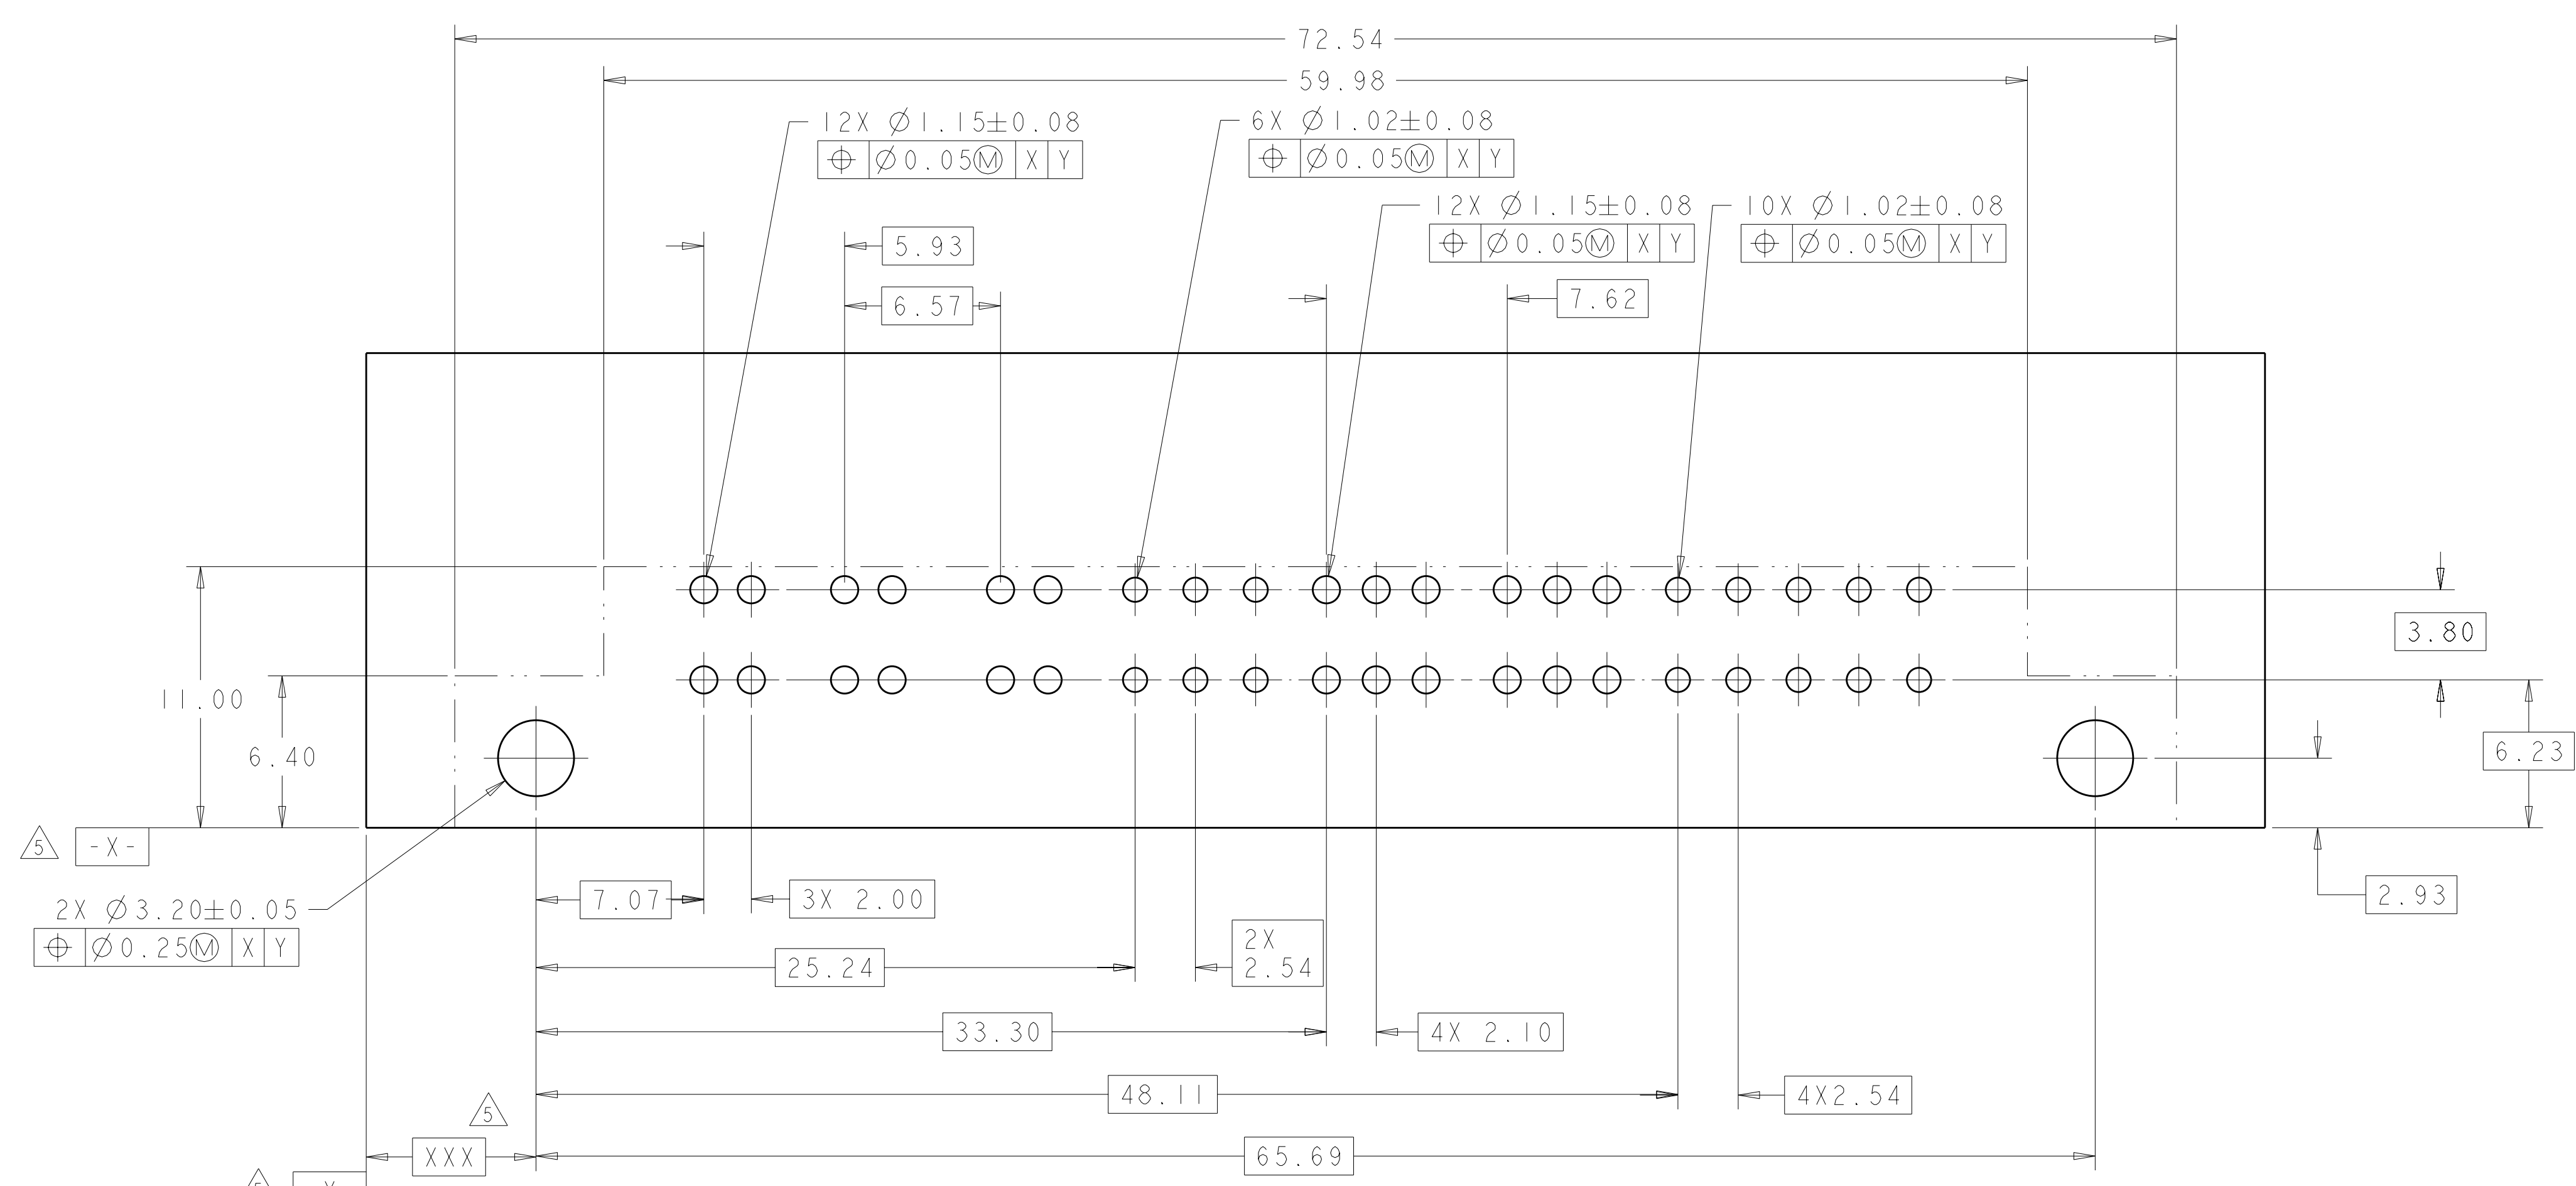 72.54
59.98
12X Ø1.15±0.08
⌖ Ø0.05Ⓜ X Y
6X Ø1.02±0.08
⌖ Ø0.05Ⓜ X Y
12X Ø1.15±0.08
⌖ Ø0.05Ⓜ X Y
10X Ø1.02±0.08
⌖ Ø0.05Ⓜ X Y
5.93
6.57
7.62
3.80
11.00
6.40
6.23
5
-X-
2.93
2X Ø3.20±0.05
⌖ Ø0.25Ⓜ X Y
7.07
3X 2.00
25.24
2X
2.54
33.30
4X 2.10
48.11
4X2.54
5
XXX
65.69